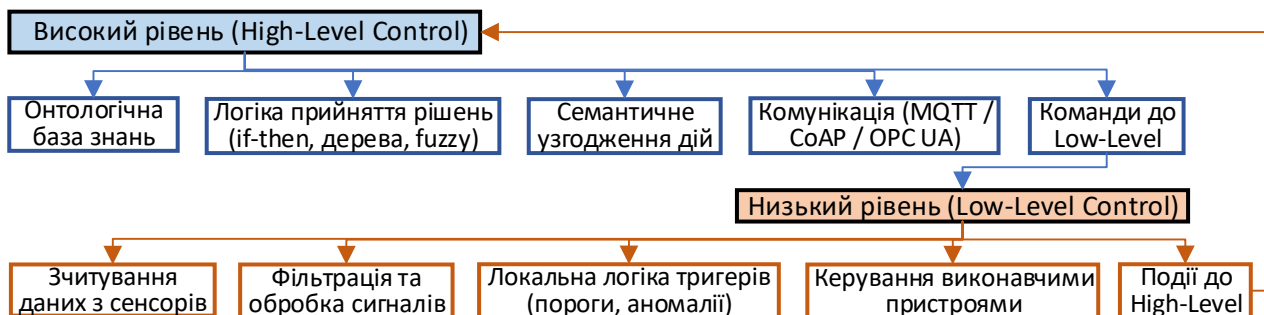 Високий рівень (High-Level Control)
Онтологічна
база знань
Логіка прийняття рішень
(if-then, дерева, fuzzy)
Семантичне
узгодження дій
Комунікація (MQTT /
CoAP / OPC UA)
Команди до
Low-Level
Низький рівень (Low-Level Control)
Зчитування
даних з сенсорів
Фільтрація та
обробка сигналів
Локальна логіка тригерів
(пороги, аномалії)
Керування виконавчими
пристроями
Події до
High-Level